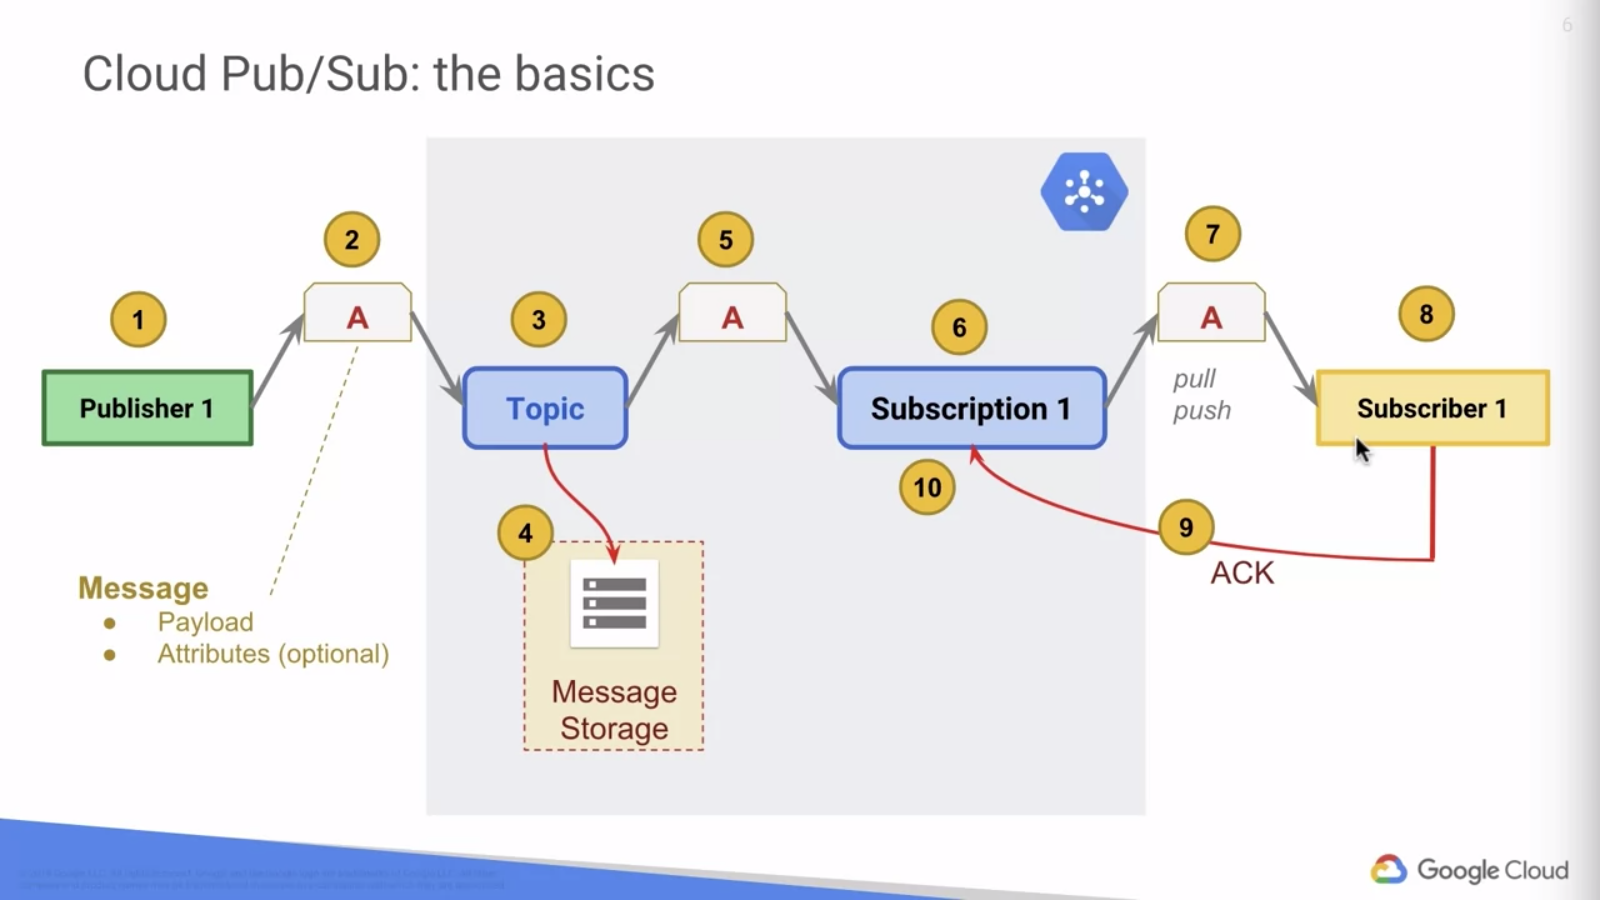 6
Cloud Pub/Sub: the basics
2
5
7
1
3
6
8
A
A
A
Publisher 1
Topic
Subscription 1
pull
push
Subscriber 1
10
4
9
ACK
Message
● Payload
● Attributes (optional)
Message
Storage
Google Cloud